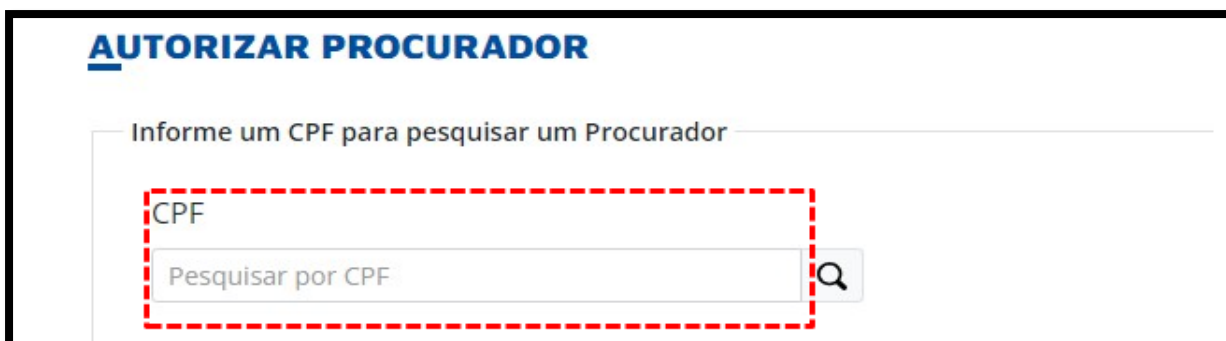 AUTORIZAR PROCURADOR
Informe um CPF para pesquisar um Procurador
CPF
Pesquisar por CPF